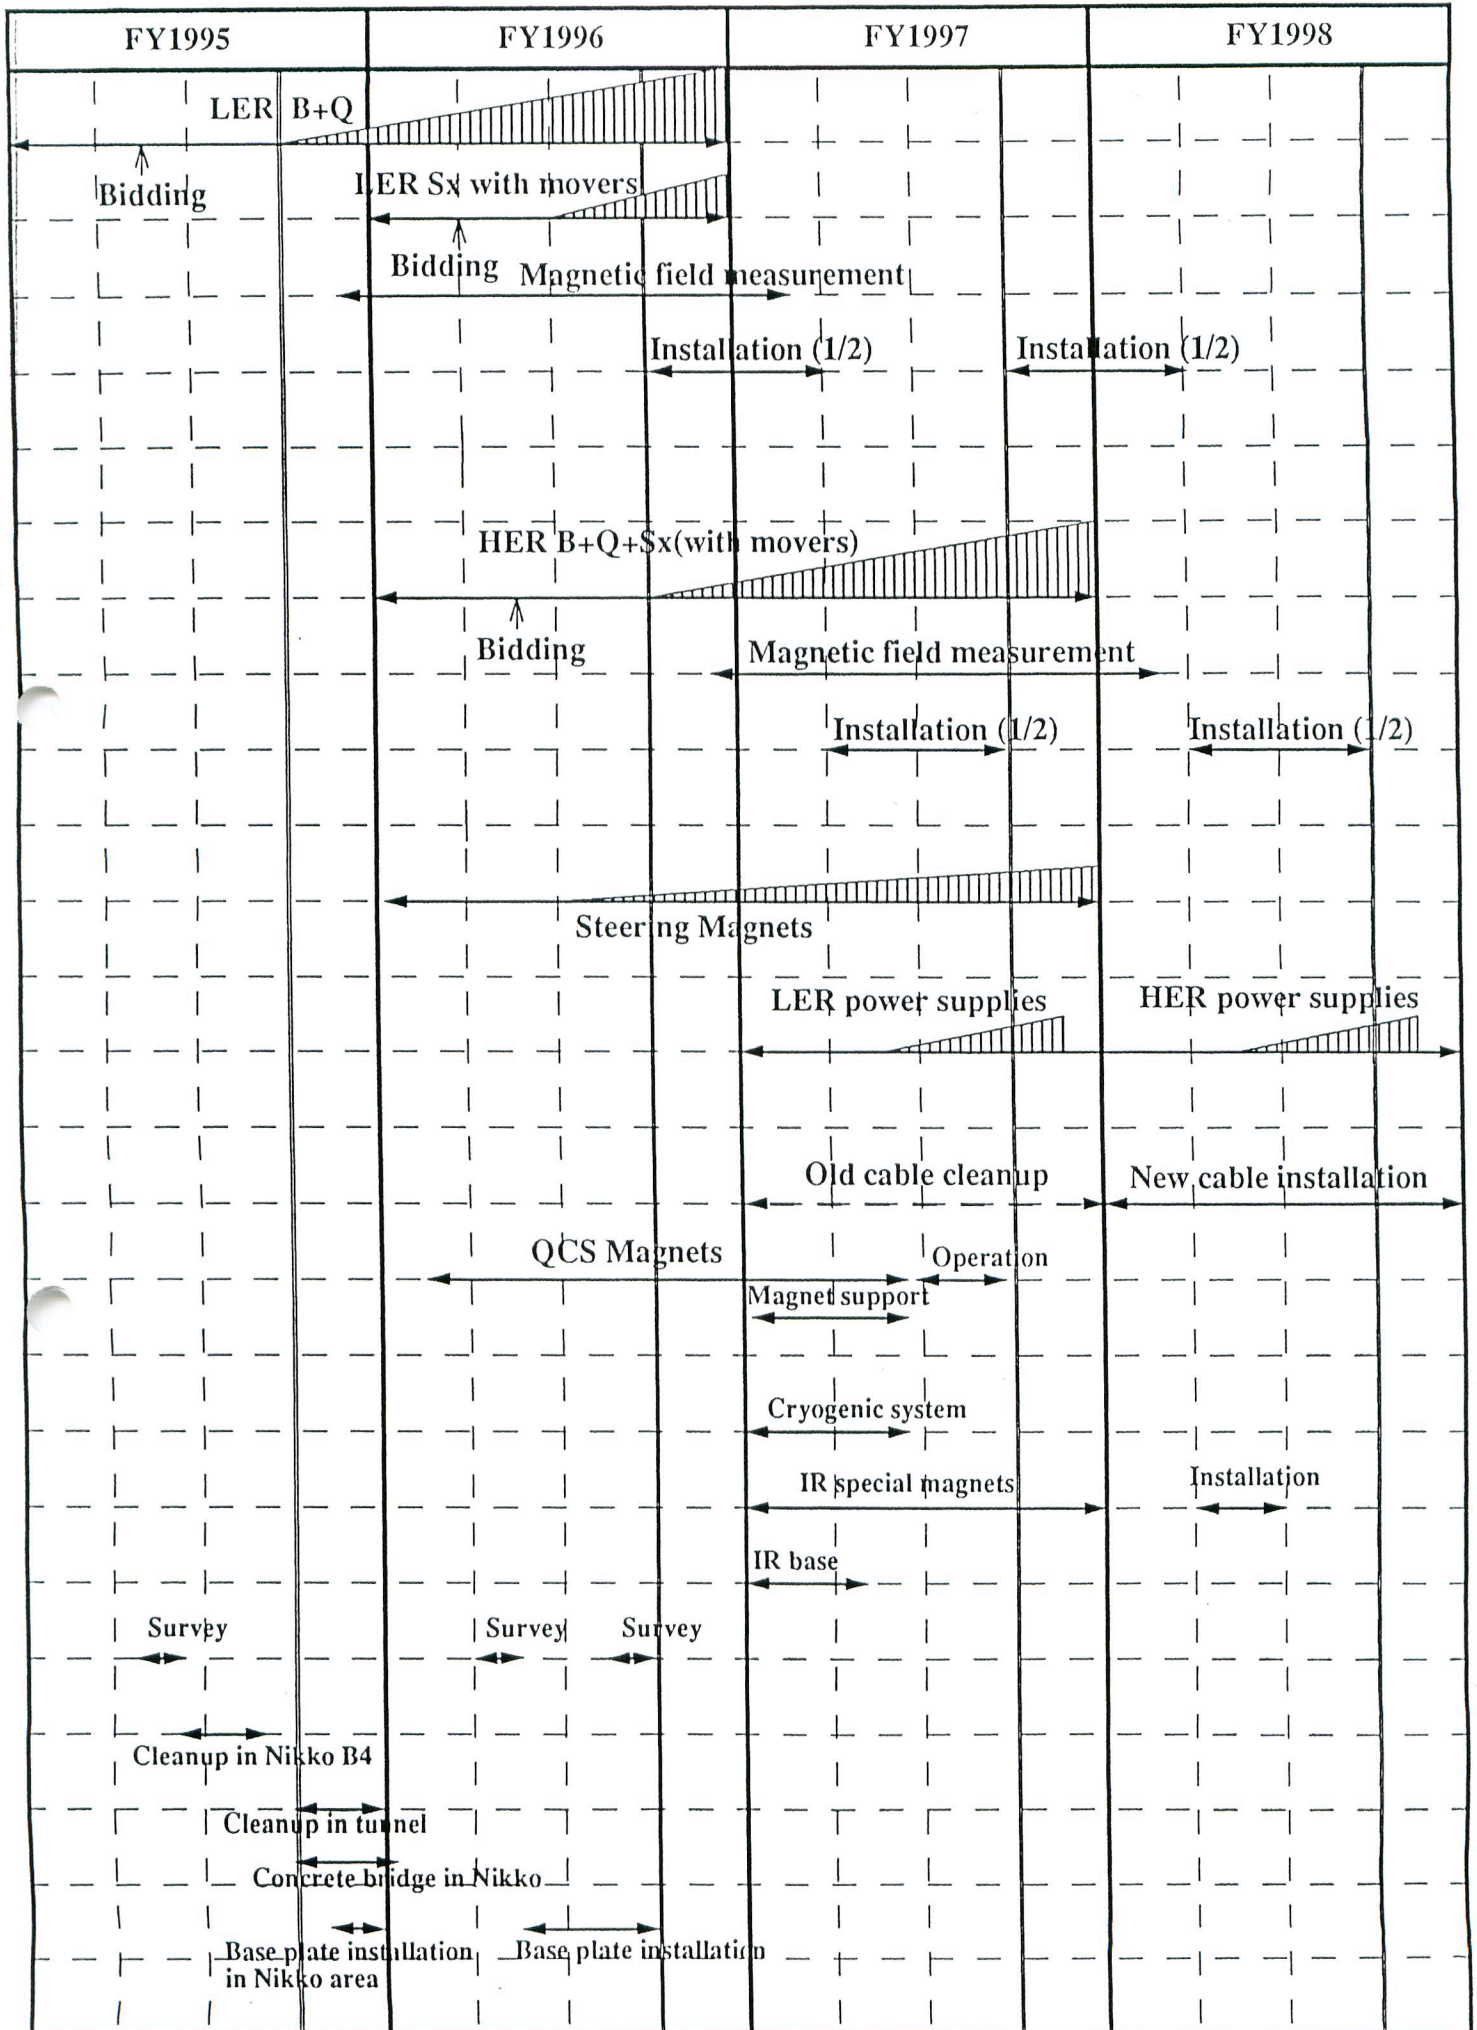 FY1995 FY1996 FY1997 FY1998
LER B+Q
Bidding
LER Sx with movers
Bidding
Magnetic field measurement
Installation (1/2) Installation (1/2)
HER B+Q+Sx(with movers)
Bidding
Magnetic field measurement
Installation (1/2) Installation (1/2)
Steering Magnets
LER power supplies HER power supplies
Old cable cleanup New cable installation
QCS Magnets Operation
Magnet support
Cryogenic system
IR special magnets Installation
IR base
Survey Survey Survey
Cleanup in Nikko B4
Cleanup in tunnel
Concrete bridge in Nikko
Base plate installation Base plate installation
in Nikko area